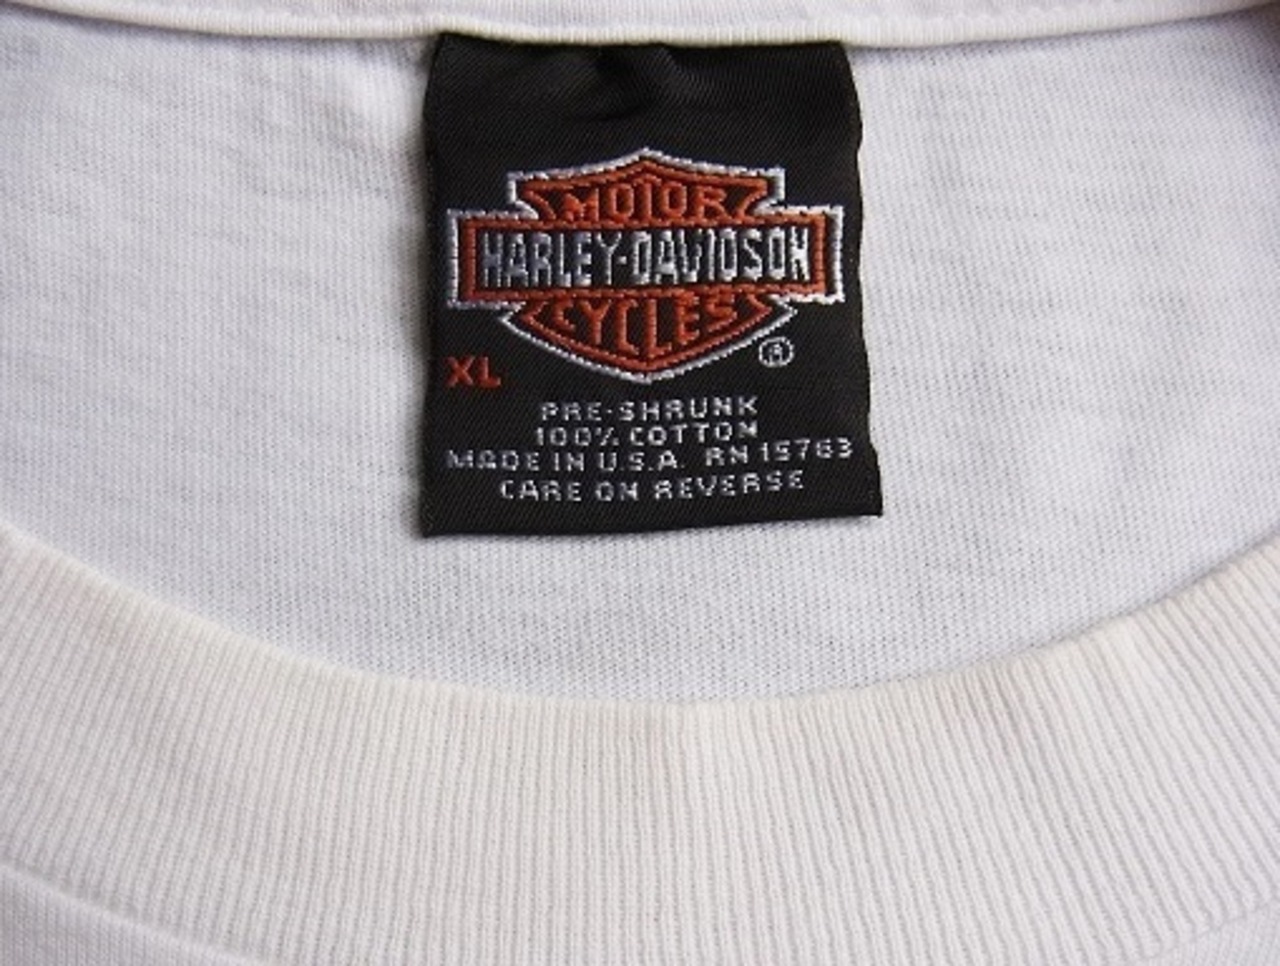 MOTOR
HARLEY-DAVIDSON
CYCLES
®
XL
PRE-SHRUNK
100% COTTON
MADE IN U.S.A. RN 15763
CARE ON REVERSE